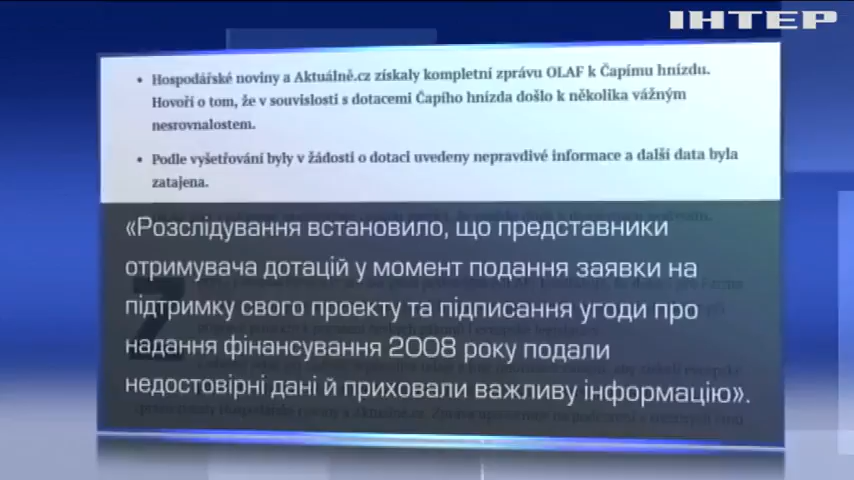 ІНТЕР
• Hospodářské noviny a Aktuálně.cz získaly kompletní zprávu OLAF k Čapímu hnízdu.
Hovoří o tom, že v souvislosti s dotacemi Čapího hnízda došlo k několika vážným
nesrovnalostem.
• Podle vyšetřování byly v žádosti o dotaci uvedeny nepravdivé informace a další data byla
zatajena.
«Розслідування встановило, що представники
отримувача дотацій у момент подання заявки на
підтримку свого проекту та підписання угоди про
надання фінансування 2008 року подали
недостовірні дані й приховали важливу інформацію».